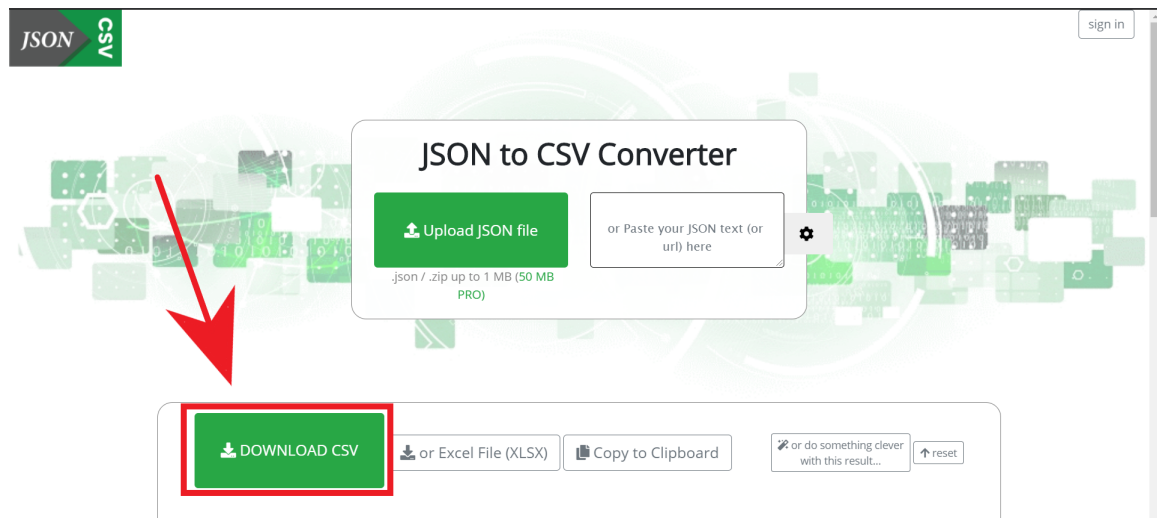 JSON
CSV
sign in
JSON to CSV Converter
Upload JSON file
or Paste your JSON text (or
url) here
.json / .zip up to 1 MB (50 MB
PRO)
DOWNLOAD CSV
or Excel File (XLSX)
Copy to Clipboard
or do something clever
with this result...
reset